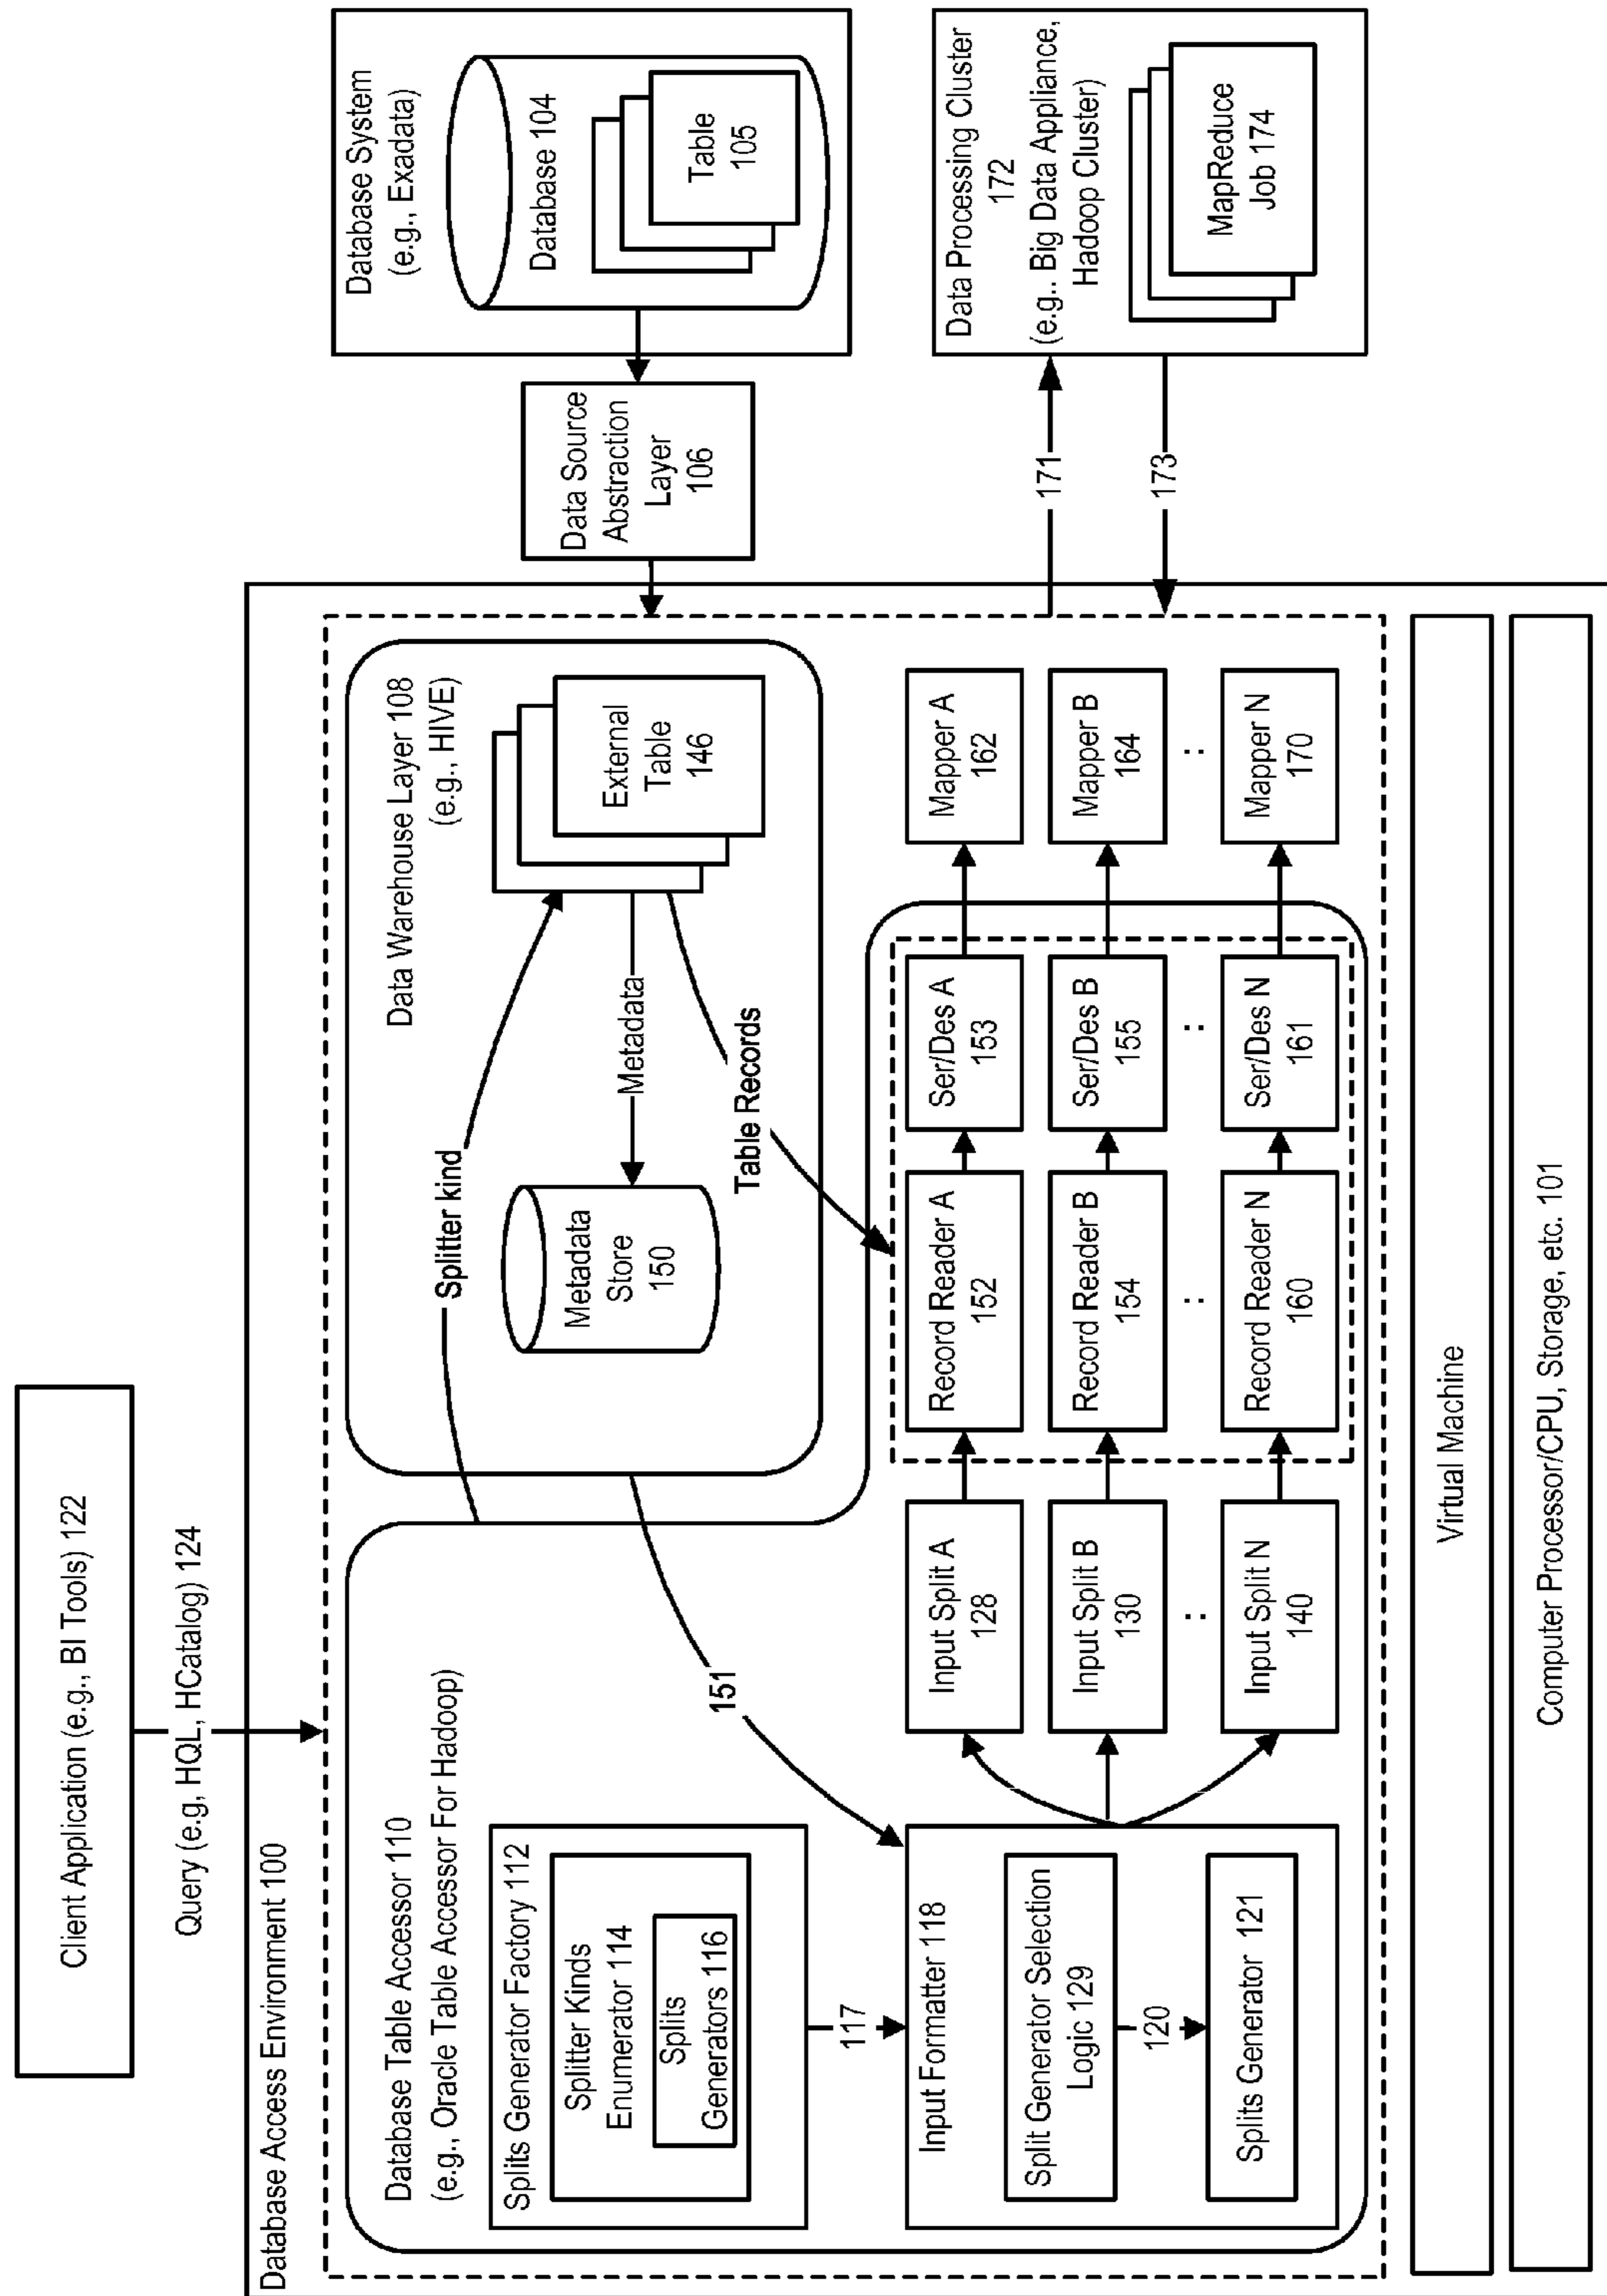 Client Application (e.g., BI Tools) 122
Query (e.g, HQL, HCatalog) 124
Database Access Environment 100
Database Table Accessor 110
(e.g., Oracle Table Accessor For Hadoop)
Splits Generator Factory 112
Splitter Kinds
Enumerator 114
Splits
Generators 116
117
Input Formatter 118
Split Generator Selection
Logic 129
120
Splits Generator 121
151
Splitter kind
Data Warehouse Layer 108
(e.g., HIVE)
Metadata
Store
150
Metadata
External
Table
146
Table Records
Input Split A
128
Record Reader A
152
Ser/Des A
153
Mapper A
162
Input Split B
130
Record Reader B
154
Ser/Des B
155
Mapper B
164
..
..
..
..
Input Split N
140
Record Reader N
160
Ser/Des N
161
Mapper N
170
Data Source
Abstraction
Layer
106
Database System
(e.g., Exadata)
Database 104
Table
105
171
173
Data Processing Cluster
172
(e.g.. Big Data Appliance,
Hadoop Cluster)
MapReduce
Job 174
Virtual Machine
Computer Processor/CPU, Storage, etc. 101